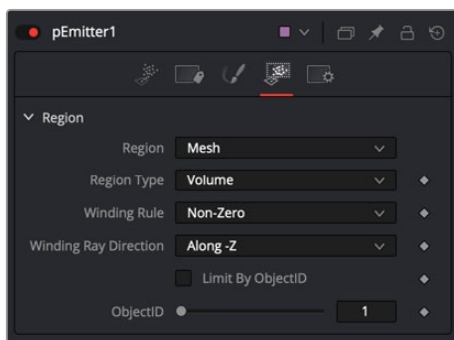 pEmitter1
Region
Region Mesh
Region Type Volume
Winding Rule Non-Zero
Winding Ray Direction Along -Z
Limit By ObjectID
ObjectID 1